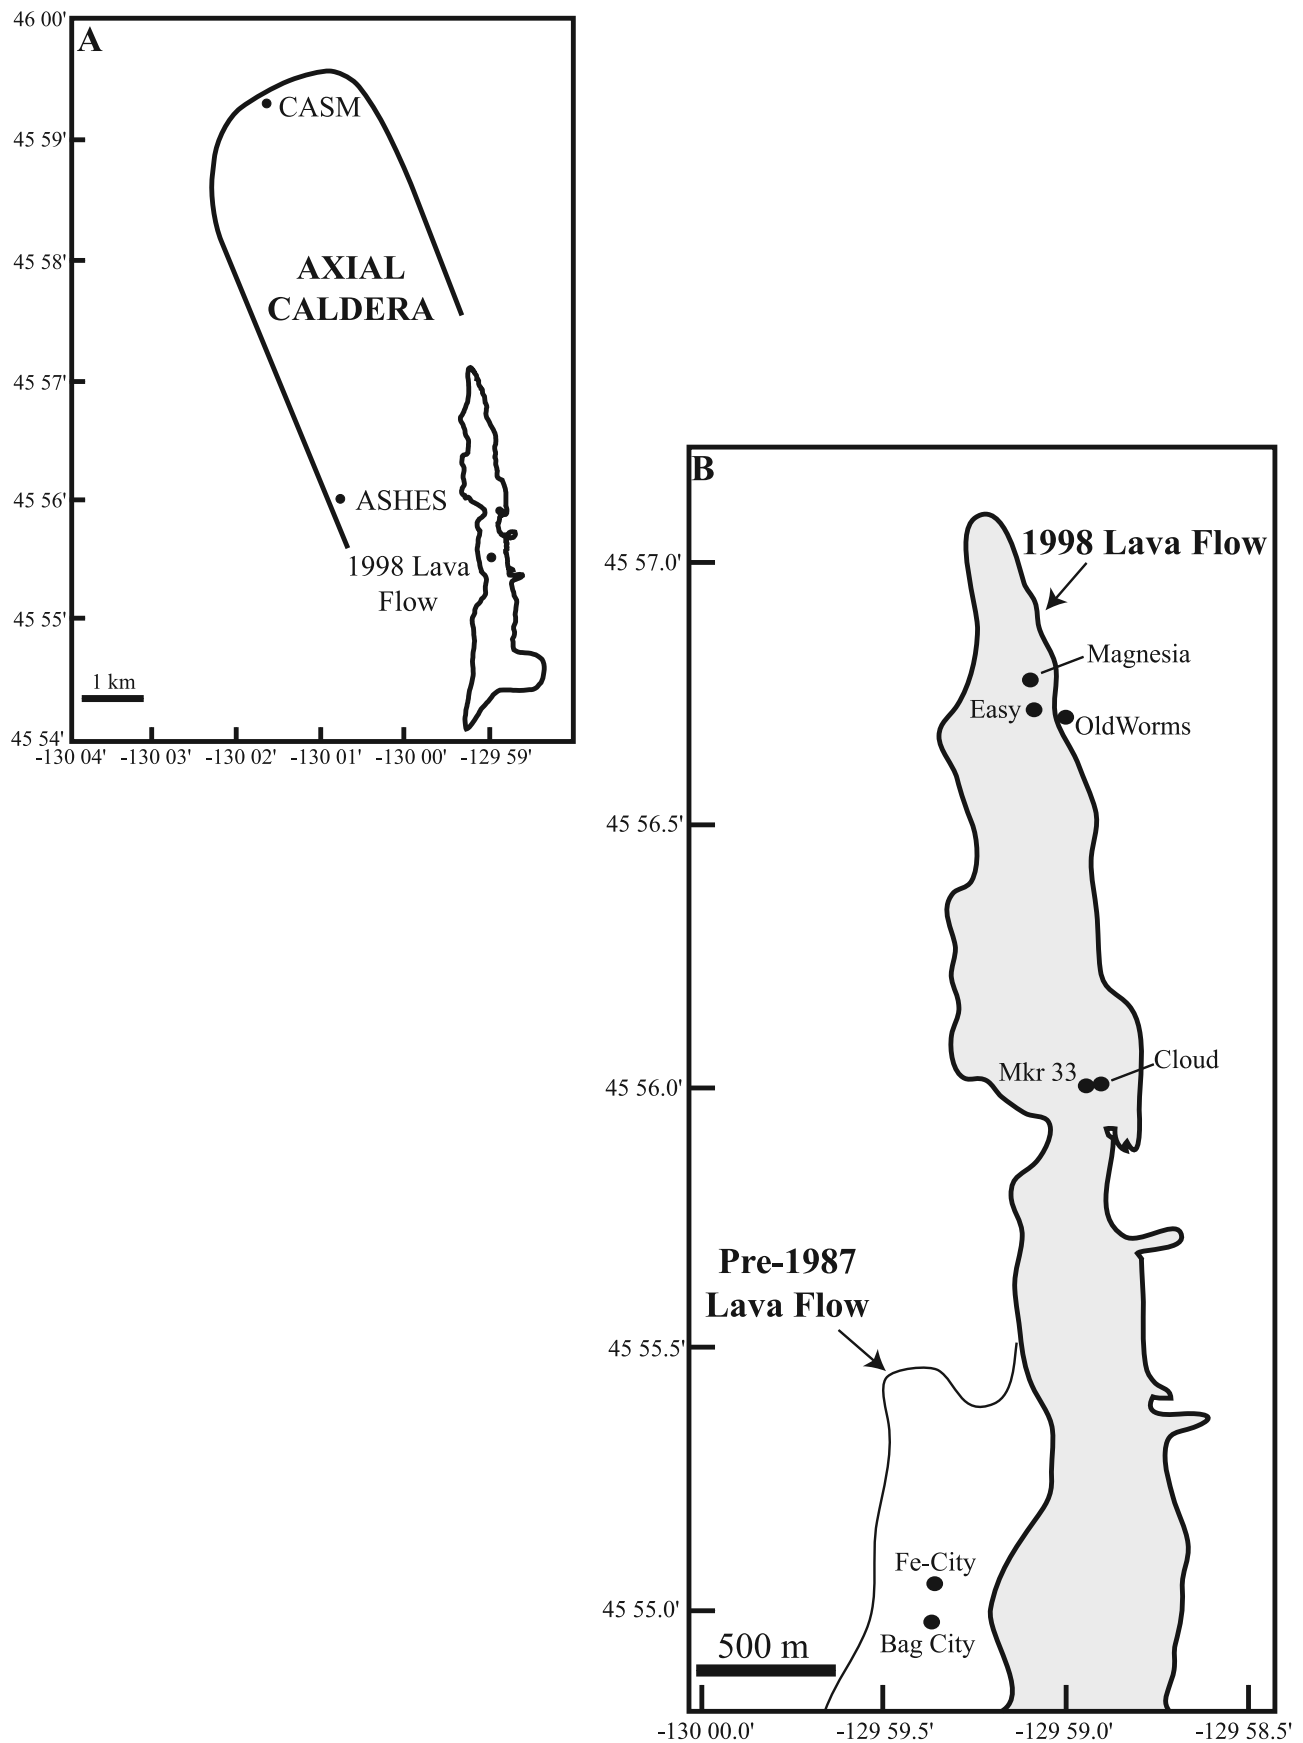 A
46 00'
45 59'
45 58'
45 57'
45 56'
45 55'
45 54'
CASM
AXIAL
CALDERA
ASHES
1998 Lava
Flow
1 km
-130 04'
-130 03'
-130 02'
-130 01'
-130 00'
-129 59'
B
45 57.0'
45 56.5'
45 56.0'
45 55.5'
45 55.0'
1998 Lava Flow
Magnesia
Easy
OldWorms
Mkr 33
Cloud
Pre-1987
Lava Flow
Fe-City
Bag City
500 m
-130 00.0'
-129 59.5'
-129 59.0'
-129 58.5'